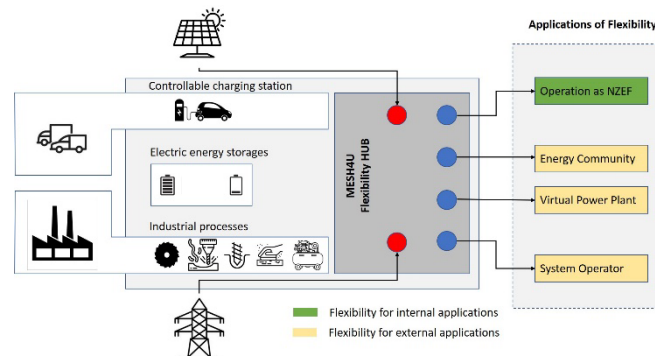 Applications of Flexibility
Controllable charging station
Operation as NZEF
Electric energy storages
MESH4U
Flexibility HUB
Energy Community
Virtual Power Plant
Industrial processes
System Operator
Flexibility for internal applications
Flexibility for external applications